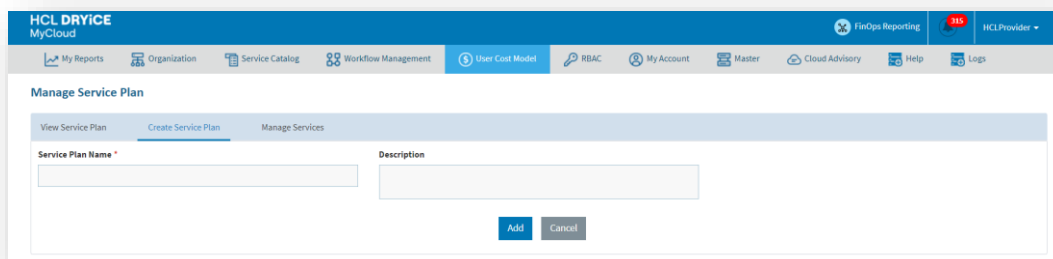 HCL DRYiCE
MyCloud
FinOps Reporting
315
HCLProvider
My Reports Organization Service Catalog Workflow Management User Cost Model RBAC My Account Master Cloud Advisory Help Logs
Manage Service Plan
View Service Plan Create Service Plan Manage Services
Service Plan Name * Description
Add Cancel